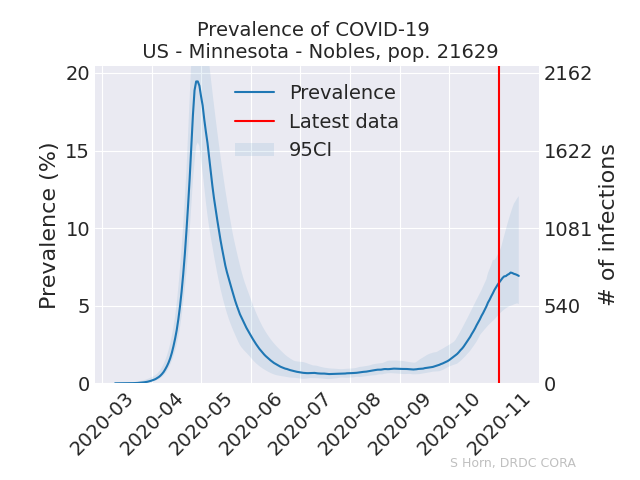 Prevalence of COVID-19
US - Minnesota - Nobles, pop. 21629
Prevalence (%)
20
15
10
5
0
Prevalence
Latest data
95CI
2162
1622
1081
540
0
# of infections
2020-03
2020-04
2020-05
2020-06
2020-07
2020-08
2020-09
2020-10
2020-11
S Horn, DRDC CORA